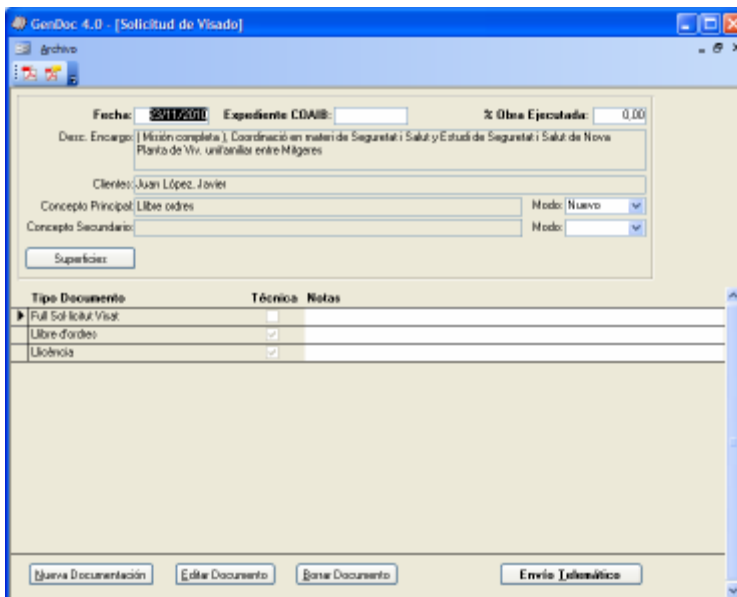 GenDoc 4.0 - [Solicitud de Visado]
Archivo
Fecha: 23/11/2010 Expediente COAIB: % Obra Ejecutada: 0,00
Desc. Encargo: ( Misión completa ), Coordinació en materi de Seguretat i Salut y Estudi de Seguretat i Salut de Nova
Planta de Viv. unifamiliar entre Mitgeres
Clientes: Juan López, Javier
Concepto Principal: Llibre ordres Modo: Nuevo
Concepto Secundario: Modo:
Superficies
Tipo Documento Técnica Notas
Full Sol·licitut Visat
Llibre d'ordres
Llicència
Nueva Documentación Editar Documento Borrar Documento Envío Telemático